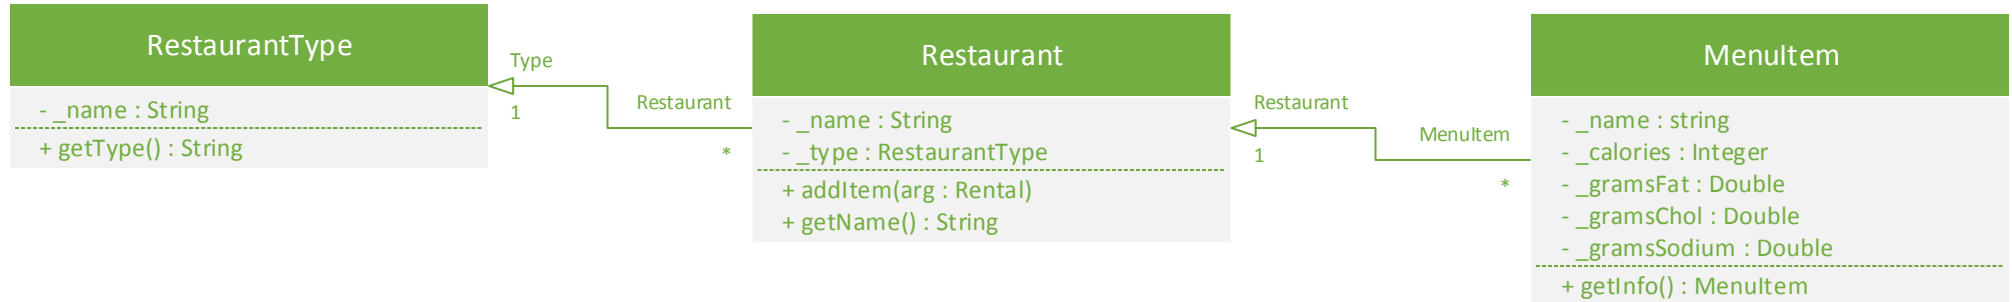 RestaurantType
- _name : String
+ getType() : String
Type
1
Restaurant
*
Restaurant
- _name : String
- _type : RestaurantType
+ addItem(arg : Rental)
+ getName() : String
Restaurant
1
MenuItem
*
MenuItem
- _name : string
- _calories : Integer
- _gramsFat : Double
- _gramsChol : Double
- _gramsSodium : Double
+ getInfo() : MenuItem